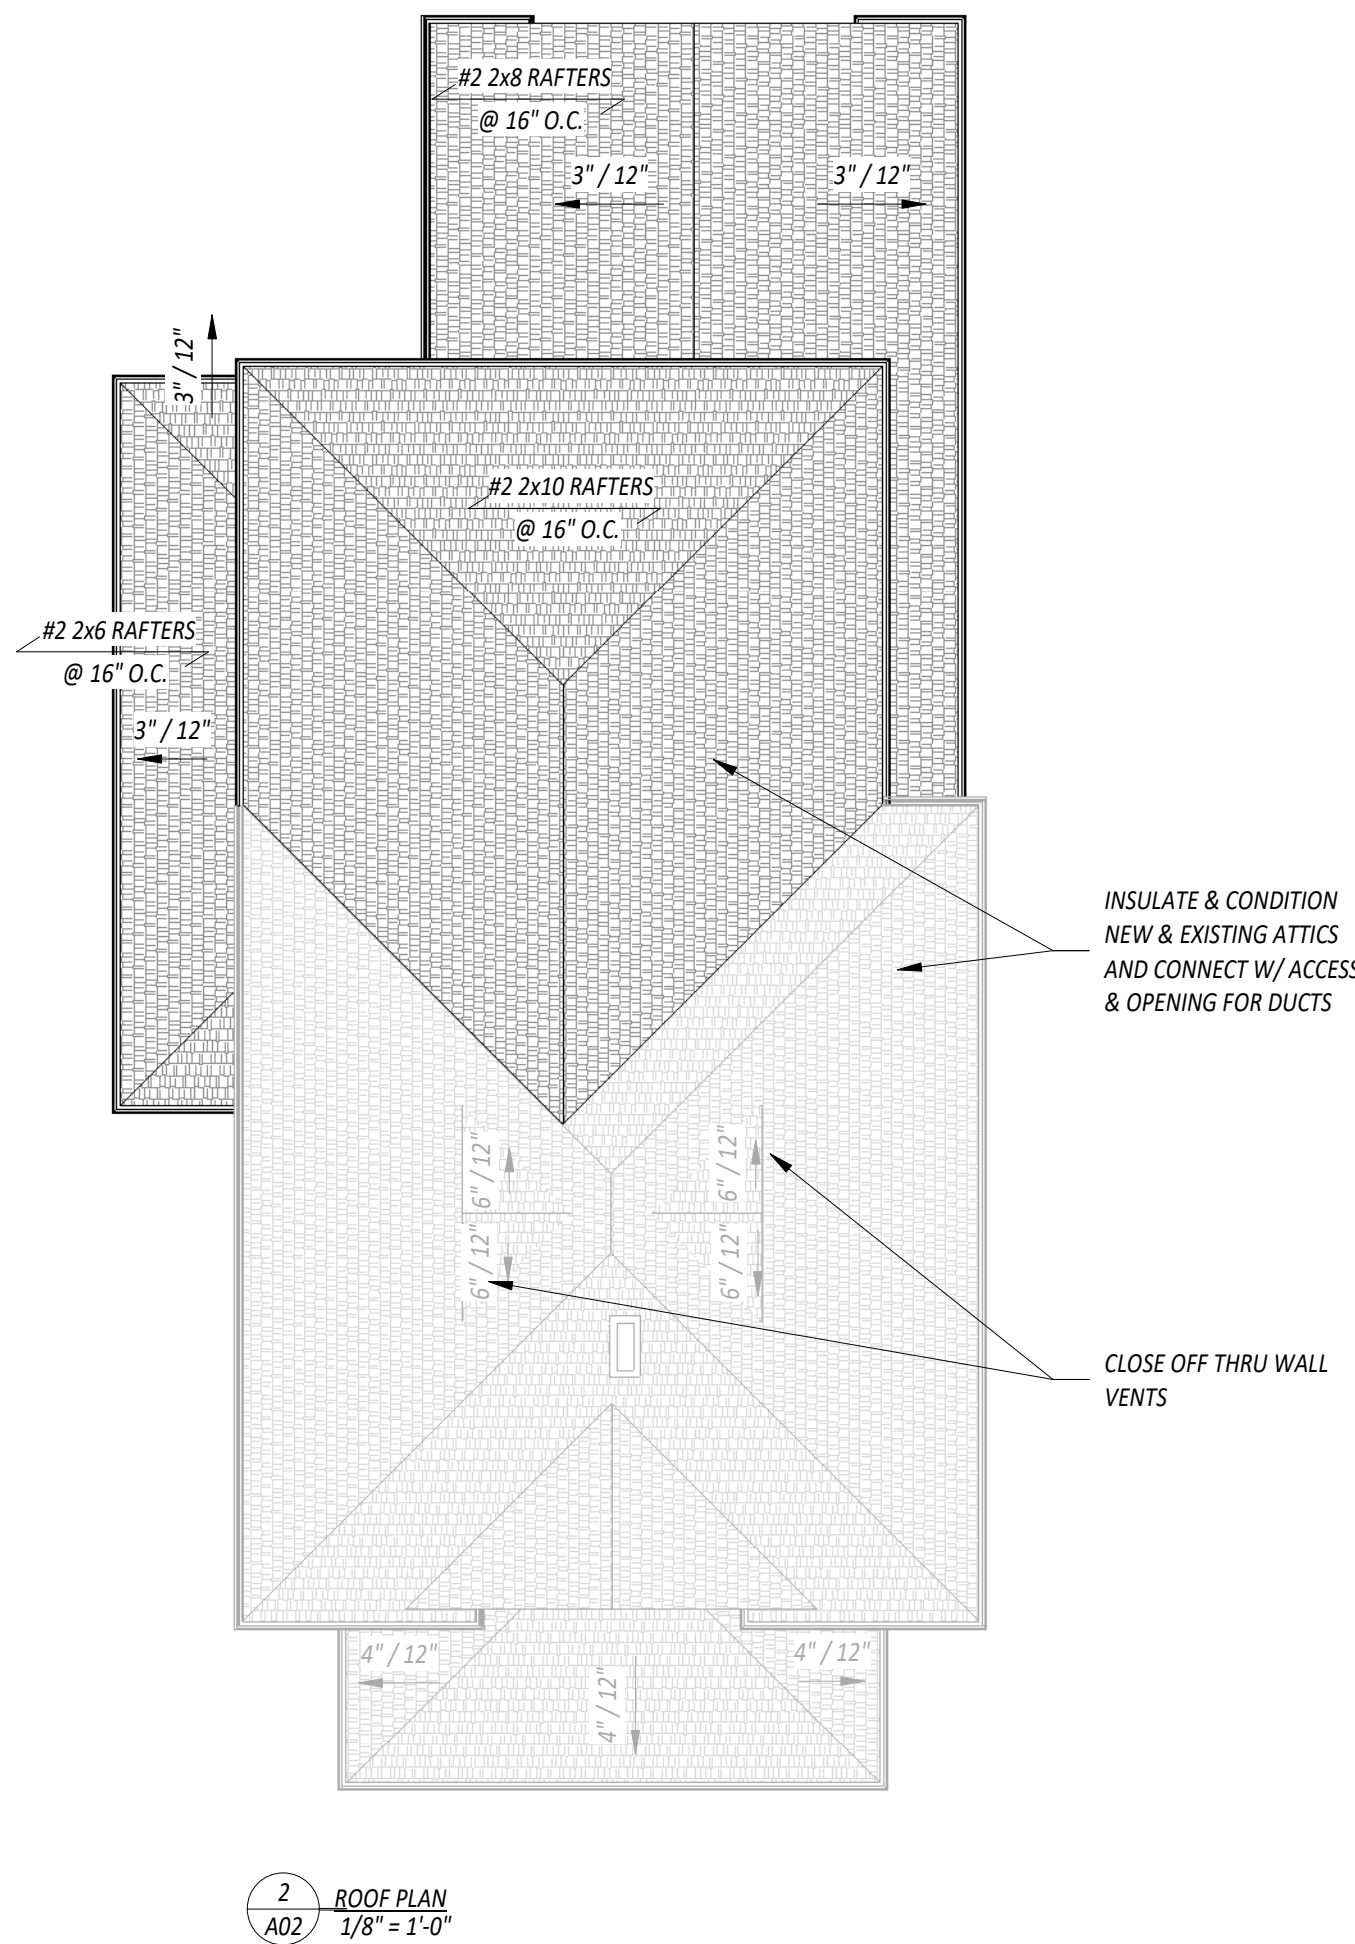 #2 2x8 RAFTERS
@ 16" O.C.
3" / 12"
3" / 12"
3" / 12"
#2 2x10 RAFTERS
@ 16" O.C.
#2 2x6 RAFTERS
@ 16" O.C.
3" / 12"
INSULATE & CONDITION
NEW & EXISTING ATTICS
AND CONNECT W/ ACCESS
& OPENING FOR DUCTS
6" / 12"
6" / 12"
6" / 12"
6" / 12"
CLOSE OFF THRU WALL
VENTS
4" / 12"
4" / 12"
4" / 12"
2
A02
ROOF PLAN
1/8" = 1'-0"